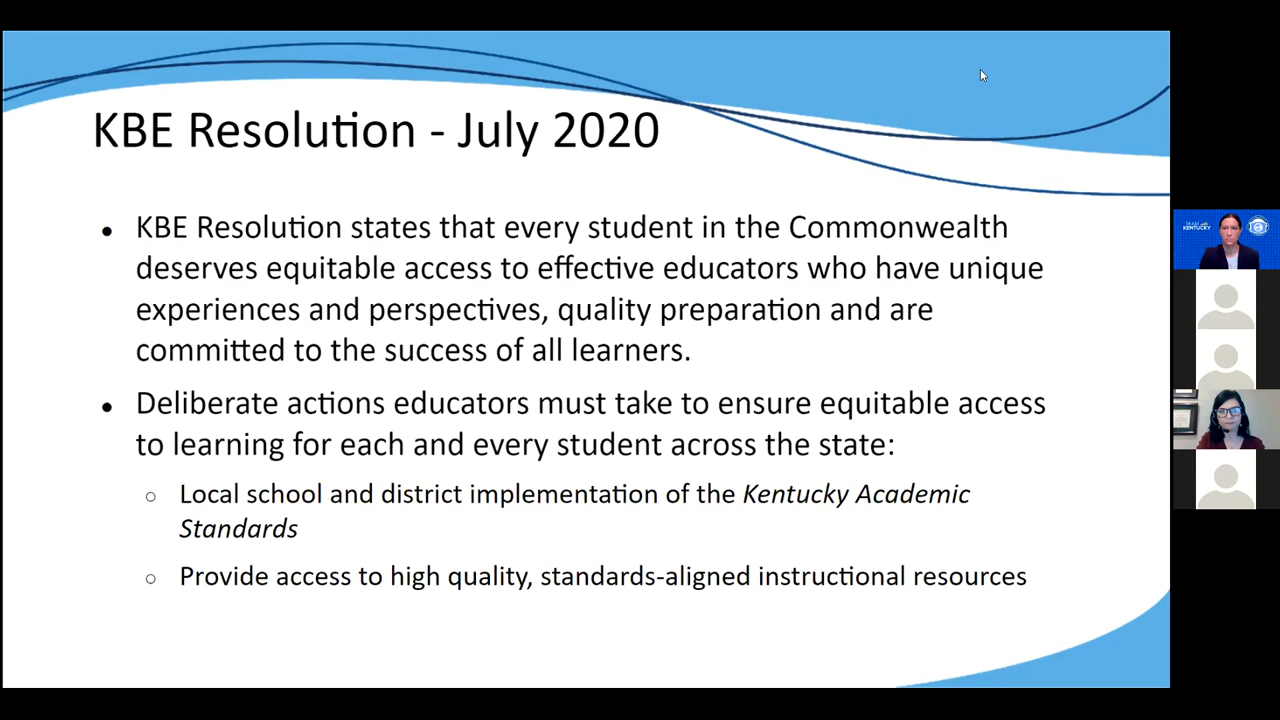 KBE Resolution - July 2020
KBE Resolution states that every student in the Commonwealth
deserves equitable access to effective educators who have unique
experiences and perspectives, quality preparation and are
committed to the success of all learners.
Deliberate actions educators must take to ensure equitable access
to learning for each and every student across the state:
Local school and district implementation of the Kentucky Academic
Standards
Provide access to high quality, standards-aligned instructional resources
KENTUCKY